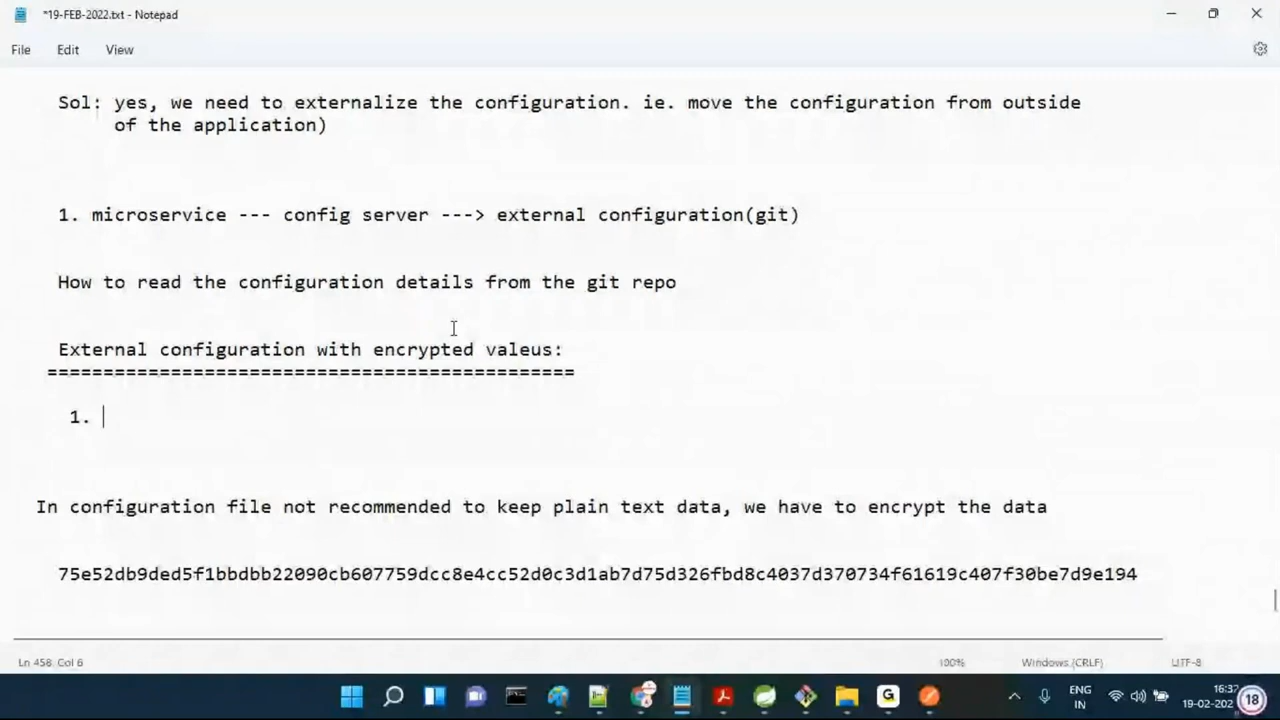 *19-FEB-2022.txt - Notepad
File Edit View
Sol: yes, we need to externalize the configuration. ie. move the configuration from outside
of the application)
1. microservice --- config server ---> external configuration(git)
How to read the configuration details from the git repo
External configuration with encrypted valeus:
==============================================
1.
In configuration file not recommended to keep plain text data, we have to encrypt the data
75e52db9ded5f1bbdbb22090cb607759dcc8e4cc52d0c3d1ab7d75d326fbd8c4037d370734f61619c407f30be7d9e194
Ln 458, Col 6 100% Windows (CRLF) UTF-8
ENG 16:37
IN 19-02-202 18